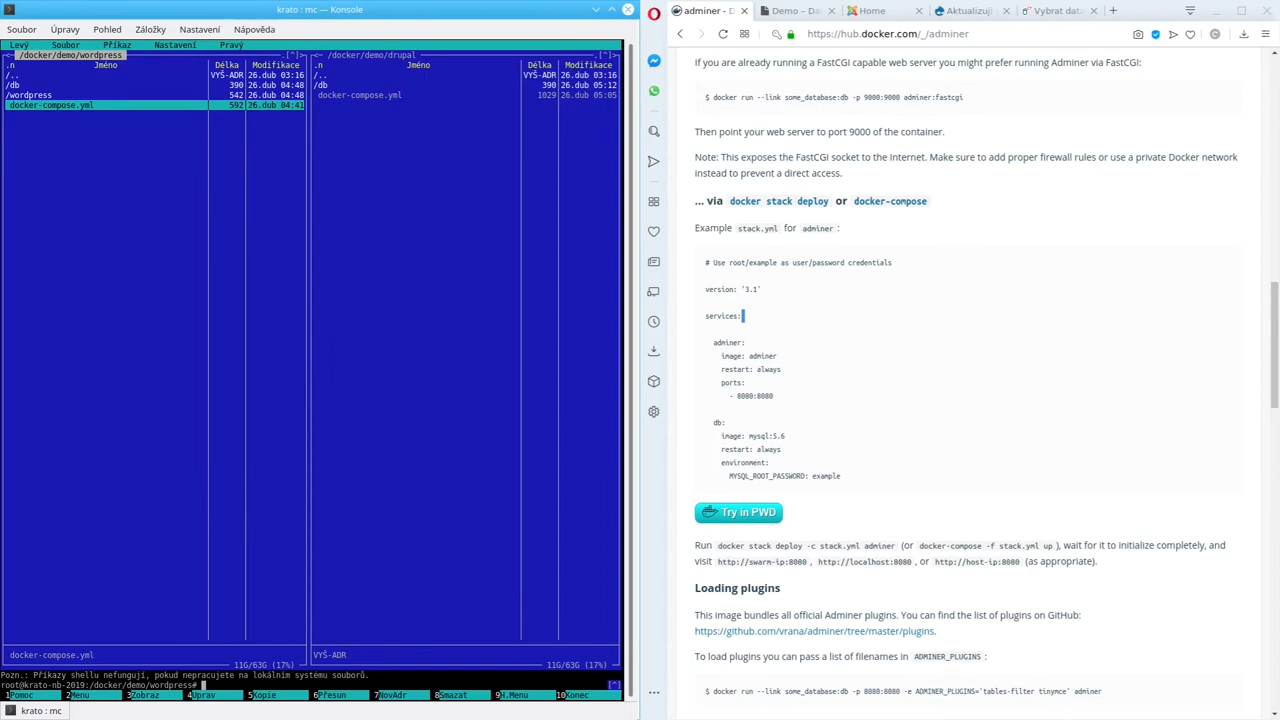 krato : mc — Konsole
Soubor Úpravy Pohled Záložky Nastavení Nápověda
Levý Soubor Příkaz Nastavení Pravý
/docker/demo/wordpress .[^]
.n Jméno Délka Modifikace
/.. VYŠ-ADR 26.dub 03:16
/db 390 26.dub 04:48
/wordpress 542 26.dub 04:48
docker-compose.yml 592 26.dub 04:41
docker-compose.yml
11G/63G (17%)
/docker/demo/drupal .[^]
.n Jméno Délka Modifikace
/.. VYŠ-ADR 26.dub 03:16
/db 390 26.dub 05:12
docker-compose.yml 1029 26.dub 05:05
VYŠ-ADR
11G/63G (17%)
Pozn.: Příkazy shellu nefungují, pokud nepracujete na lokálním systému souborů.
root@krato-nb-2019:/docker/demo/wordpress# [^]
1Pomoc 2Menu 3Zobraz 4Uprav 5Kopie 6Přesun 7NovAdr 8Smazat 9H.Menu 10Konec
krato : mc
adminer - D Demo – Das Home Aktualizují Vybrat data
https://hub.docker.com/_/adminer
If you are already running a FastCGI capable web server you might prefer running Adminer via FastCGI:
$ docker run --link some_database:db -p 9000:9000 adminer:fastcgi
Then point your web server to port 9000 of the container.
Note: This exposes the FastCGI socket to the Internet. Make sure to add proper firewall rules or use a private Docker network
instead to prevent a direct access.
... via docker stack deploy or docker-compose
Example stack.yml for adminer :
# Use root/example as user/password credentials
version: '3.1'
services:
adminer:
image: adminer
restart: always
ports:
- 8080:8080
db:
image: mysql:5.6
restart: always
environment:
MYSQL_ROOT_PASSWORD: example
Try in PWD
Run docker stack deploy -c stack.yml adminer (or docker-compose -f stack.yml up ), wait for it to initialize completely, and
visit http://swarm-ip:8080 , http://localhost:8080 , or http://host-ip:8080 (as appropriate).
Loading plugins
This image bundles all official Adminer plugins. You can find the list of plugins on GitHub:
https://github.com/vrana/adminer/tree/master/plugins.
To load plugins you can pass a list of filenames in ADMINER_PLUGINS :
$ docker run --link some_database:db -p 8080:8080 -e ADMINER_PLUGINS='tables-filter tinymce' adminer